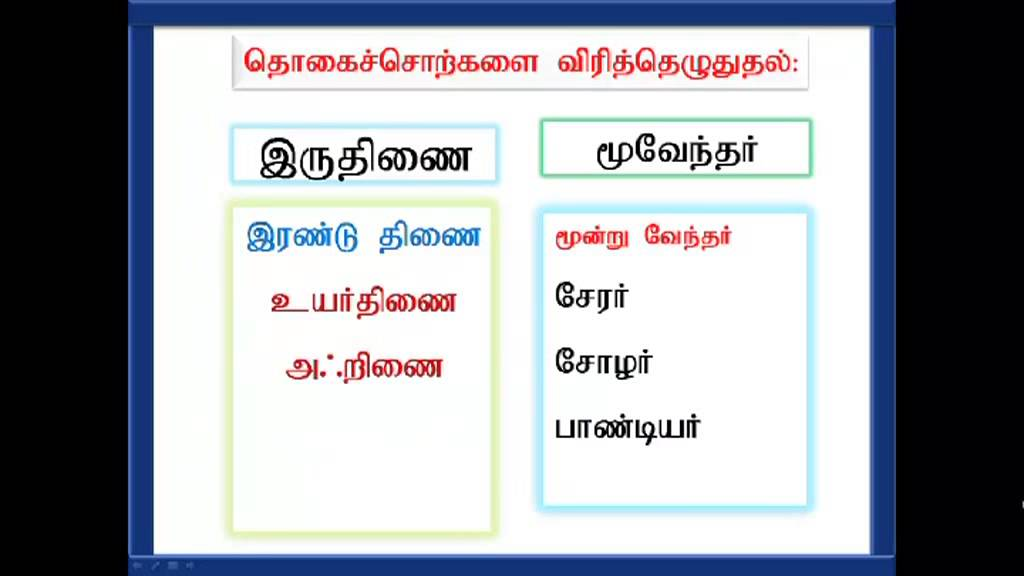 தொகைச்சொற்களை விரித்தெழுதுதல்:
இருதிணை
இரண்டு திணை
உயர்திணை
அஃறிணை
மூவேந்தர்
மூன்று வேந்தர்
சேரர்
சோழர்
பாண்டியர்